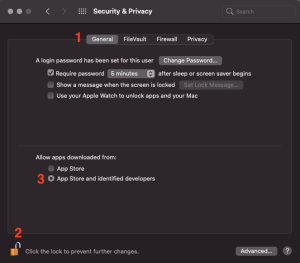 Security & Privacy
Search
1
General FileVault Firewall Privacy
A login password has been set for this user Change Password...
Require password 5 minutes after sleep or screen saver begins
Show a message when the screen is locked Set Lock Message...
Use your Apple Watch to unlock apps and your Mac
Allow apps downloaded from:
App Store
3 App Store and identified developers
2
Click the lock to prevent further changes. Advanced... ?